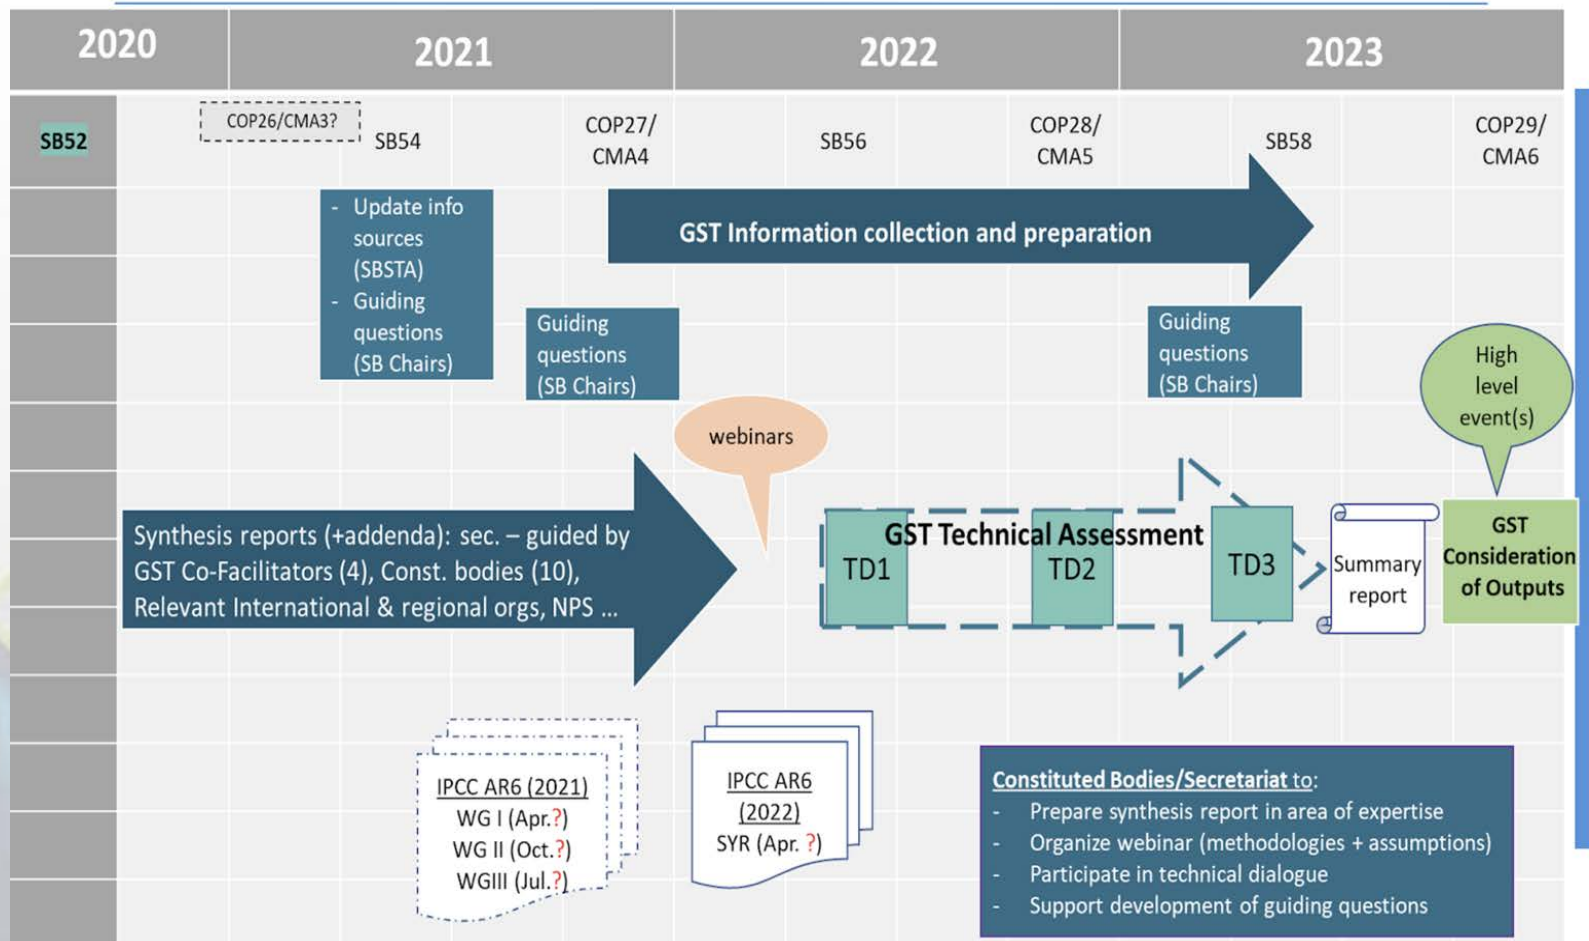 2020
2021
2022
2023
SB52
COP26/CMA3?
SB54
COP27/
CMA4
SB56
COP28/
CMA5
SB58
COP29/
CMA6
- Update info
sources
(SBSTA)
- Guiding
questions
(SB Chairs)
GST Information collection and preparation
Guiding
questions
(SB Chairs)
Guiding
questions
(SB Chairs)
High
level
event(s)
webinars
Synthesis reports (+addenda): sec. – guided by
GST Co-Facilitators (4), Const. bodies (10),
Relevant International & regional orgs, NPS ...
GST Technical Assessment
TD1
TD2
TD3
Summary
report
GST
Consideration
of Outputs
IPCC AR6 (2021)
WG I (Apr.?)
WG II (Oct.?)
WGIII (Jul.?)
IPCC AR6
(2022)
SYR (Apr. ?)
Constituted Bodies/Secretariat to:
- Prepare synthesis report in area of expertise
- Organize webinar (methodologies + assumptions)
- Participate in technical dialogue
- Support development of guiding questions